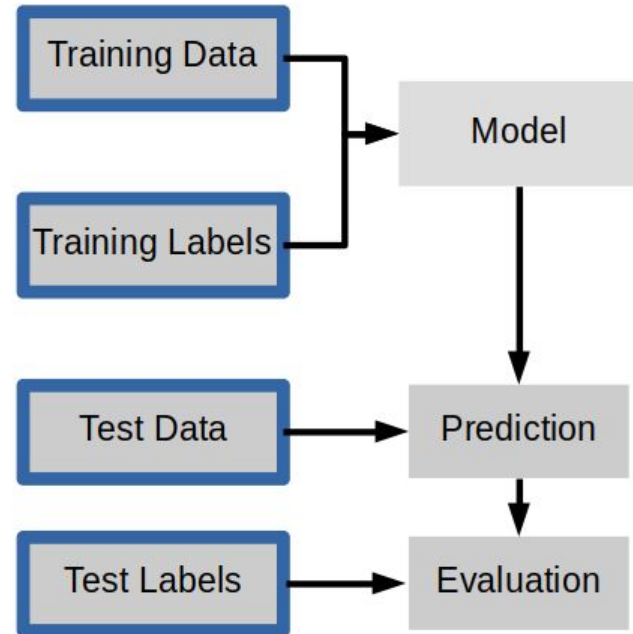 Training Data
Model
Training Labels
Test Data
Prediction
Test Labels
Evaluation